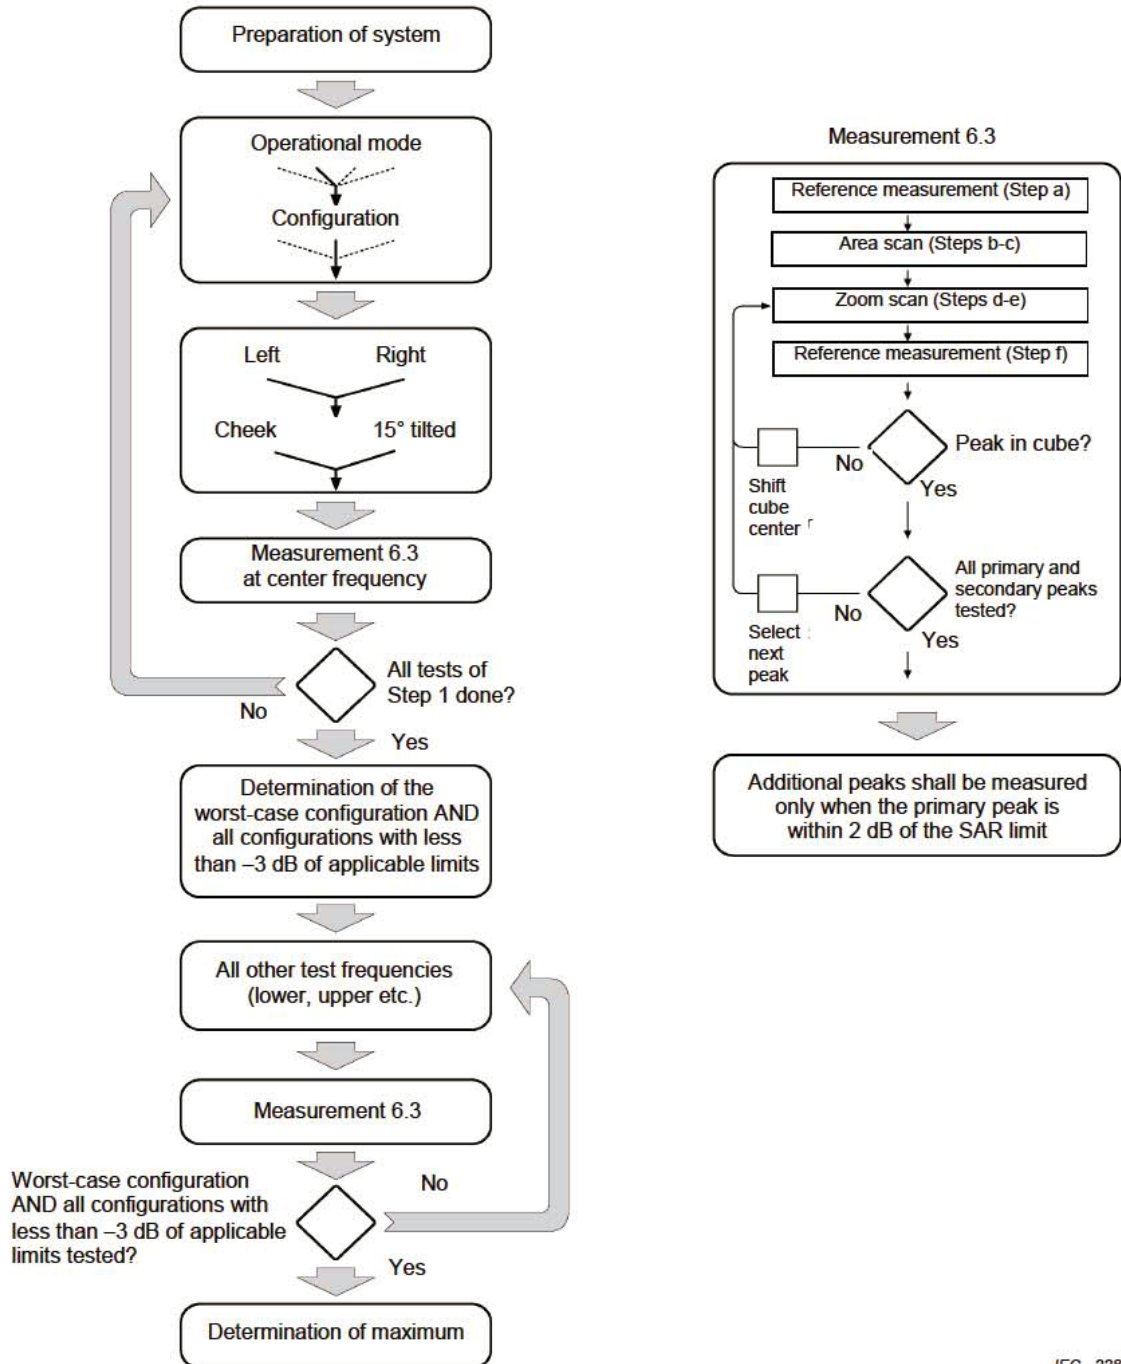 Preparation of system
Operational mode
Configuration
Left Right
Cheek 15° tilted
Measurement 6.3
at center frequency
All tests of
Step 1 done?
No
Yes
Determination of the
worst-case configuration AND
all configurations with less
than –3 dB of applicable limits
All other test frequencies
(lower, upper etc.)
Measurement 6.3
Worst-case configuration
AND all configurations with
less than –3 dB of applicable
limits tested?
No
Yes
Determination of maximum
Measurement 6.3
Reference measurement (Step a)
Area scan (Steps b-c)
Zoom scan (Steps d-e)
Reference measurement (Step f)
Peak in cube?
No
Yes
Shift
cube
center
All primary and
secondary peaks
tested?
No
Yes
Select
next
peak
Additional peaks shall be measured
only when the primary peak is
within 2 dB of the SAR limit